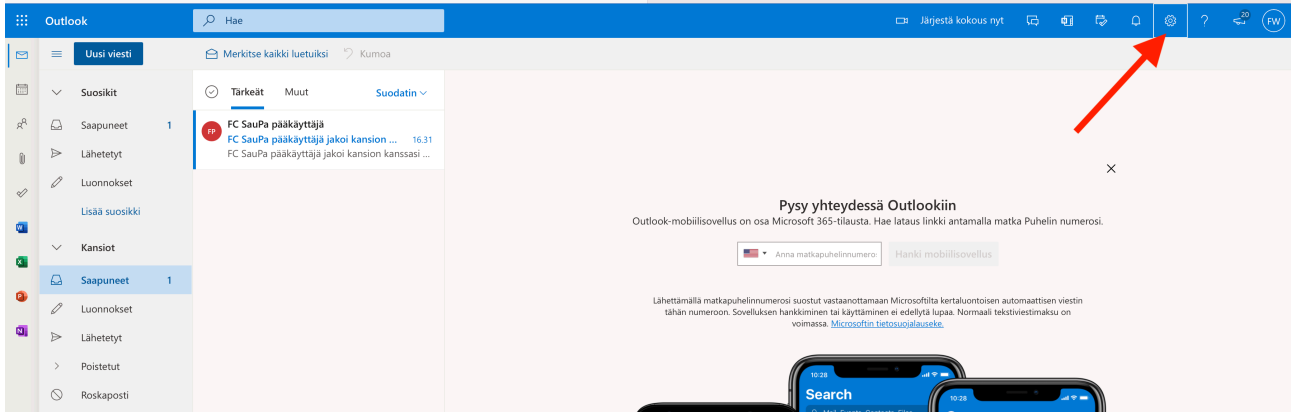 Outlook
Hae
Järjestä kokous nyt
20
FW
Uusi viesti
Merkitse kaikki luetuiksi
Kumoa
Suosikit
Saapuneet 1
Lähetetyt
Luonnokset
Lisää suosikki
Kansiot
Saapuneet 1
Luonnokset
Lähetetyt
Poistetut
Roskaposti
Tärkeät Muut Suodatin
FP
FC SauPa pääkäyttäjä
FC SauPa pääkäyttäjä jakoi kansion ... 16.31
FC SauPa pääkäyttäjä jakoi kansion kanssasi ...
Pysy yhteydessä Outlookiin
Outlook-mobiilisovellus on osa Microsoft 365-tilausta. Hae lataus linkki antamalla matka Puhelin numerosi.
Anna matkapuhelinnumero:
Hanki mobiilisovellus
Lähettämällä matkapuhelinnumerosi suostut vastaanottamaan Microsoftilta kertaluontoisen automaattisen viestin
tähän numeroon. Sovelluksen hankkiminen tai käyttäminen ei edellytä lupaa. Normaali tekstiviestimaksu on
voimassa. Microsoftin tietosuojalauseke.
10:28
Search
10:28